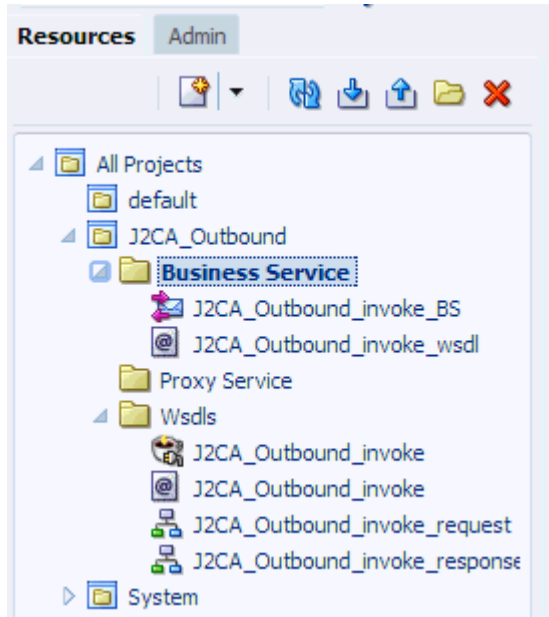 Resources Admin
All Projects
default
J2CA_Outbound
Business Service
J2CA_Outbound_invoke_BS
J2CA_Outbound_invoke_wsdl
Proxy Service
Wsdls
J2CA_Outbound_invoke
J2CA_Outbound_invoke
J2CA_Outbound_invoke_request
J2CA_Outbound_invoke_response
System